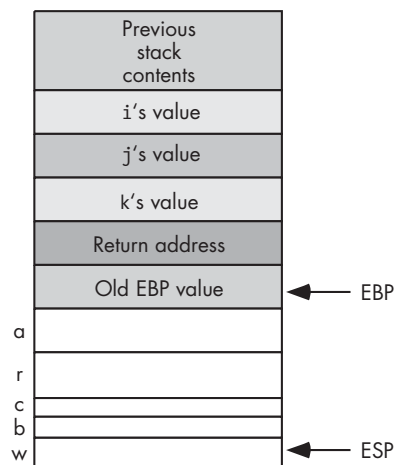 Previous
stack
contents
i‘s value
j‘s value
k‘s value
Return address
Old EBP value
EBP
a
r
c
b
w
ESP